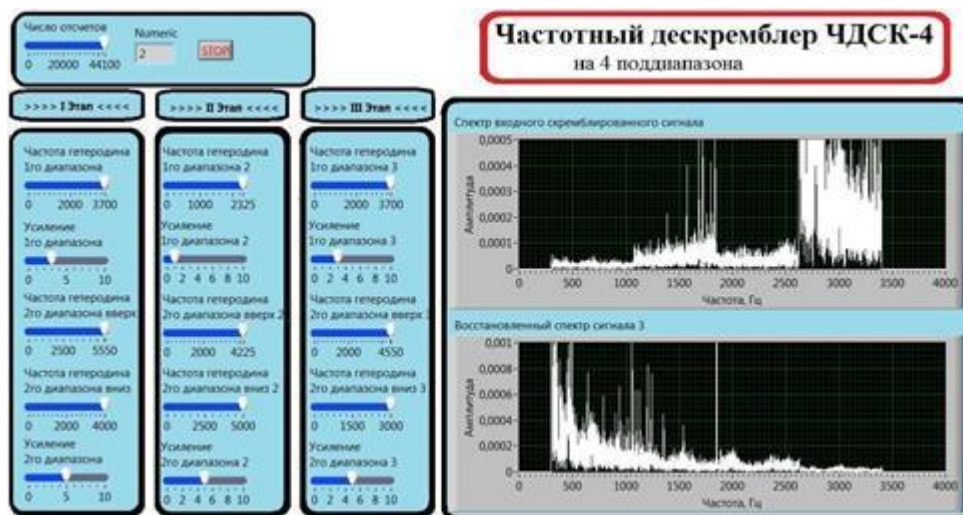 Число отсчетов
0 20000 44100
Numeric
2
STOP
Частотный дескремблер ЧДСК-4
на 4 поддиапазона
>>>> I Этап <<<<
Частота гетеродина
1го диапазона
0 2000 3700
Усиление
1го диапазона
0 5 10
Частота гетеродина
2го диапазона вверх
0 2500 5550
Частота гетеродина
2го диапазона вниз
0 2000 4000
Усиление
2го диапазона
0 5 10
>>>> II Этап <<<<
Частота гетеродина
1го диапазона 2
0 1000 2325
Усиление
1го диапазона 2
0 2 4 6 8 10
Частота гетеродина
2го диапазона вверх 2
0 2000 4225
Частота гетеродина
2го диапазона вниз 2
0 2500 5000
Усиление
2го диапазона 2
0 2 4 6 8 10
>>>> III Этап <<<<
Частота гетеродина
1го диапазона 3
0 2000 3700
Усиление
1го диапазона 3
0 2 4 6 8 10
Частота гетеродина
2го диапазона вверх
0 2000 4550
Частота гетеродина
2го диапазона вниз 3
0 1500 3000
Усиление
2го диапазона 3
0 2 4 6 8 10
Спектр входного скремблированного сигнала
Амплитуда
0,0005
0,0004
0,0003
0,0002
0,0001
0
0 500 1000 1500 2000 2500 3000 3500 4000
Частота, Гц
Восстановленный спектр сигнала 3
Амплитуда
0,001
0,0008
0,0006
0,0004
0,0002
0
0 500 1000 1500 2000 2500 3000 3500 4000
Частота, Гц